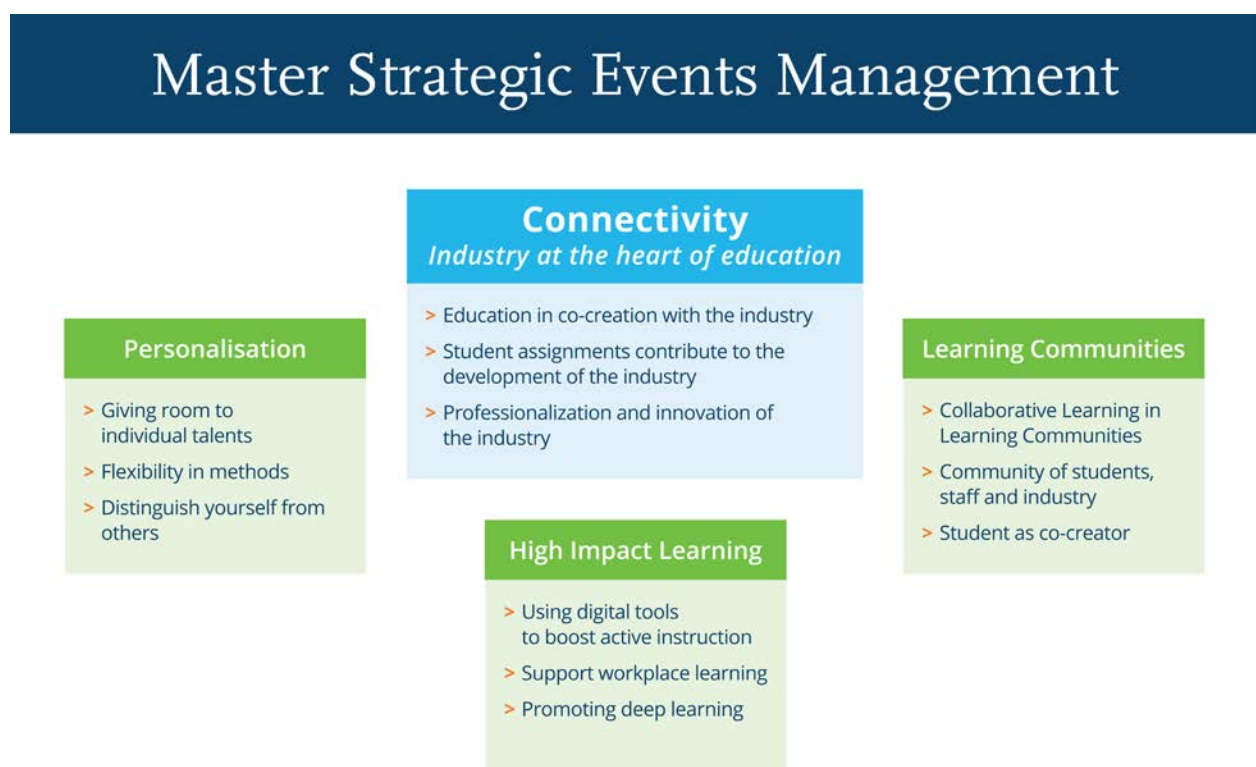 Master Strategic Events Management
Connectivity
Industry at the heart of education
> Education in co-creation with the industry
> Student assignments contribute to the
development of the industry
> Professionalization and innovation of
the industry
Personalisation
> Giving room to
individual talents
> Flexibility in methods
> Distinguish yourself from
others
Learning Communities
> Collaborative Learning in
Learning Communities
> Community of students,
staff and industry
> Student as co-creator
High Impact Learning
> Using digital tools
to boost active instruction
> Support workplace learning
> Promoting deep learning